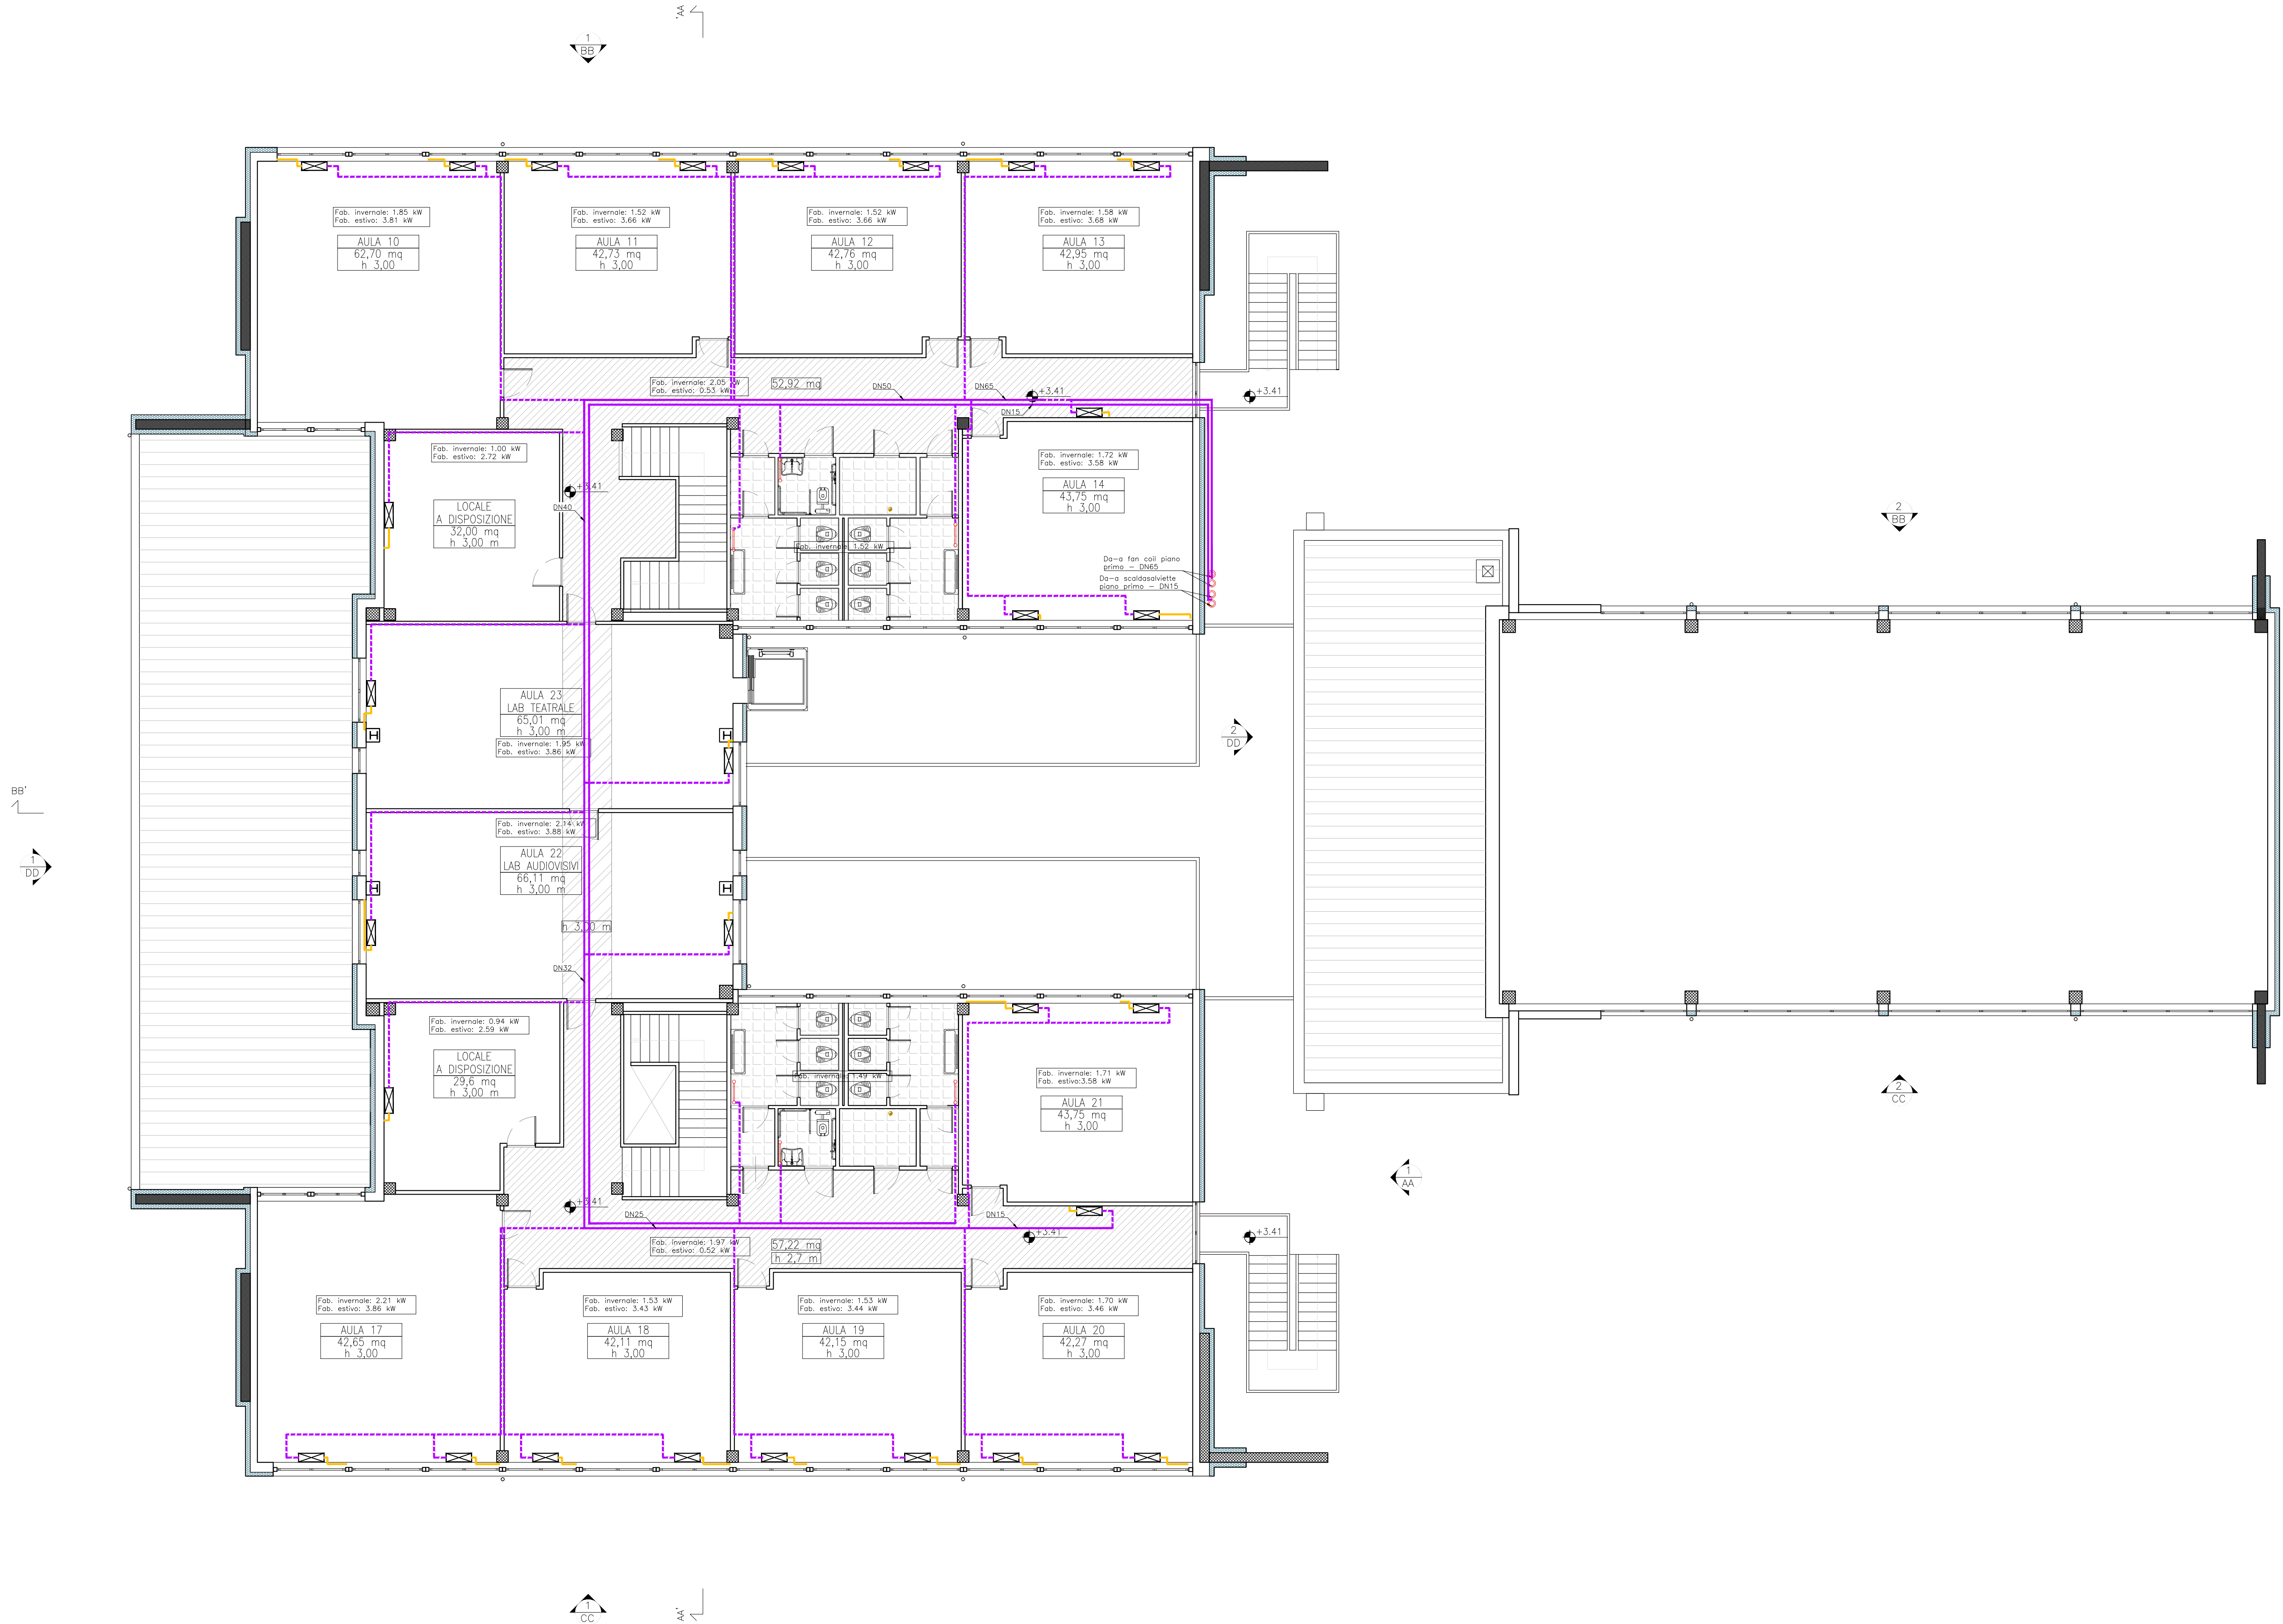 AA'
1
BB
Fab. invernale: 1.85 kW
Fab. estivo: 3.81 kW
AULA 10
62,70 mq
h 3,00
Fab. invernale: 1.52 kW
Fab. estivo: 3.66 kW
AULA 11
42,73 mq
h 3,00
Fab. invernale: 1.52 kW
Fab. estivo: 3.66 kW
AULA 12
42,76 mq
h 3,00
Fab. invernale: 1.58 kW
Fab. estivo: 3.68 kW
AULA 13
42,95 mq
h 3,00
Fab. invernale: 2.05 kW
Fab. estivo: 0.53 kW
52,92 mq
DN50
DN65
+3.41
DN15
+3.41
Fab. invernale: 1.00 kW
Fab. estivo: 2.72 kW
LOCALE
A DISPOSIZIONE
32,00 mq
h 3,00 m
+3.41
DN40
Fab. invernale: 1.52 kW
Fab. invernale: 1.72 kW
Fab. estivo: 3.58 kW
AULA 14
43,75 mq
h 3,00
Da-a fan coil piano
primo - DN65
Da-a scaldasalviette
piano primo - DN15
2
BB
AULA 23
LAB TEATRALE
65,01 mq
h 3,00 m
Fab. invernale: 1.95 kW
Fab. estivo: 3.86 kW
2
DD
BB'
1
DD
Fab. invernale: 2.14 kW
Fab. estivo: 3.88 kW
AULA 22
LAB AUDIOVISIVI
66,11 mq
h 3,00 m
h 3,00 m
DN32
Fab. invernale: 0.94 kW
Fab. estivo: 2.59 kW
LOCALE
A DISPOSIZIONE
29,6 mq
h 3,00 m
Fab. invernale: 1.49 kW
Fab. invernale: 1.71 kW
Fab. estivo:3.58 kW
AULA 21
43,75 mq
h 3,00
2
CC
1
AA
+3.41
DN25
DN15
+3.41
+3.41
Fab. invernale: 1.97 kW
Fab. estivo: 0.52 kW
57,22 mq
h 2,7 m
Fab. invernale: 2.21 kW
Fab. estivo: 3.86 kW
AULA 17
42,65 mq
h 3,00
Fab. invernale: 1.53 kW
Fab. estivo: 3.43 kW
AULA 18
42,11 mq
h 3,00
Fab. invernale: 1.53 kW
Fab. estivo: 3.44 kW
AULA 19
42,15 mq
h 3,00
Fab. invernale: 1.70 kW
Fab. estivo: 3.46 kW
AULA 20
42,27 mq
h 3,00
1
CC
AA'